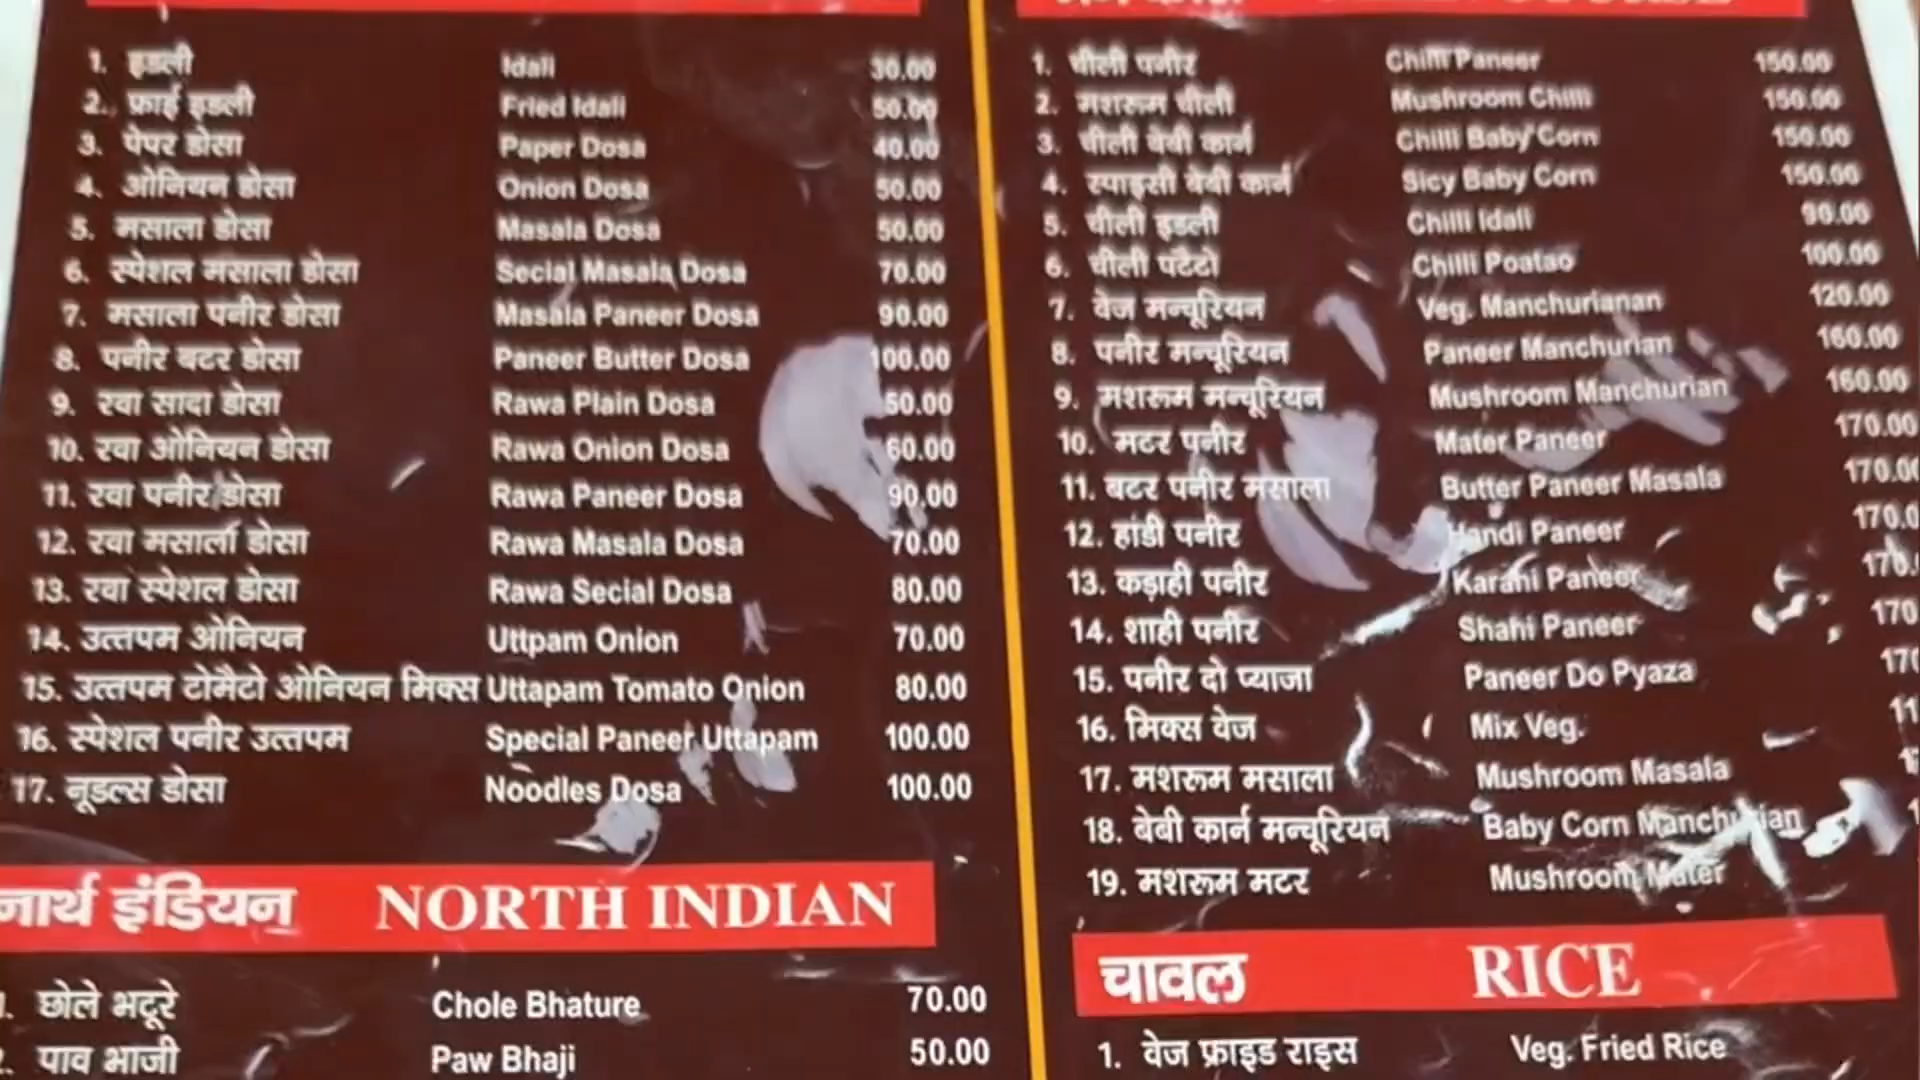 1. इडली Idali 30.00
2. फ्राई इडली Fried Idali 50.00
3. पेपर डोसा Paper Dosa 40.00
4. ओनियन डोसा Onion Dosa 50.00
5. मसाला डोसा Masala Dosa 50.00
6. स्पेशल मसाला डोसा Secial Masala Dosa 70.00
7. मसाला पनीर डोसा Masala Paneer Dosa 90.00
8. पनीर बटर डोसा Paneer Butter Dosa 100.00
9. रवा सादा डोसा Rawa Plain Dosa 50.00
10. रवा ओनियन डोसा Rawa Onion Dosa 60.00
11. रवा पनीर डोसा Rawa Paneer Dosa 90.00
12. रवा मसाला डोसा Rawa Masala Dosa 70.00
13. रवा स्पेशल डोसा Rawa Secial Dosa 80.00
14. उत्तपम ओनियन Uttpam Onion 70.00
15. उत्तपम टोमैटो ओनियन मिक्स Uttapam Tomato Onion 80.00
16. स्पेशल पनीर उत्तपम Special Paneer Uttapam 100.00
17. नूडल्स डोसा Noodles Dosa 100.00
नार्थ इंडियन NORTH INDIAN
छोले भटूरे Chole Bhature 70.00
पाव भाजी Paw Bhaji 50.00
1. चीली पनीर Chilli Paneer 150.00
2. मशरूम चीली Mushroom Chilli 150.00
3. चीली बेबी कार्न Chilli Baby Corn 150.00
4. स्पाइसी बेबी कार्न Sicy Baby Corn 150.00
5. चीली इडली Chilli Idali 90.00
6. चीली पटैटो Chilli Poatao 100.00
7. वेज मन्चूरियन Veg. Manchurianan 120.00
8. पनीर मन्चूरियन Paneer Manchurian 160.00
9. मशरूम मन्चूरियन Mushroom Manchurian 160.00
10. मटर पनीर Mater Paneer 170.00
11. बटर पनीर मसाला Butter Paneer Masala 170.00
12. हांडी पनीर Handi Paneer 170.0
13. कड़ाही पनीर Karahi Paneer 170.
14. शाही पनीर Shahi Paneer 170
15. पनीर दो प्याजा Paneer Do Pyaza
16. मिक्स वेज Mix Veg.
17. मशरूम मसाला Mushroom Masala
18. बेबी कार्न मन्चूरियन Baby Corn Manchurian
19. मशरूम मटर Mushroom Mater
चावल RICE
1. वेज फ्राइड राइस Veg. Fried Rice